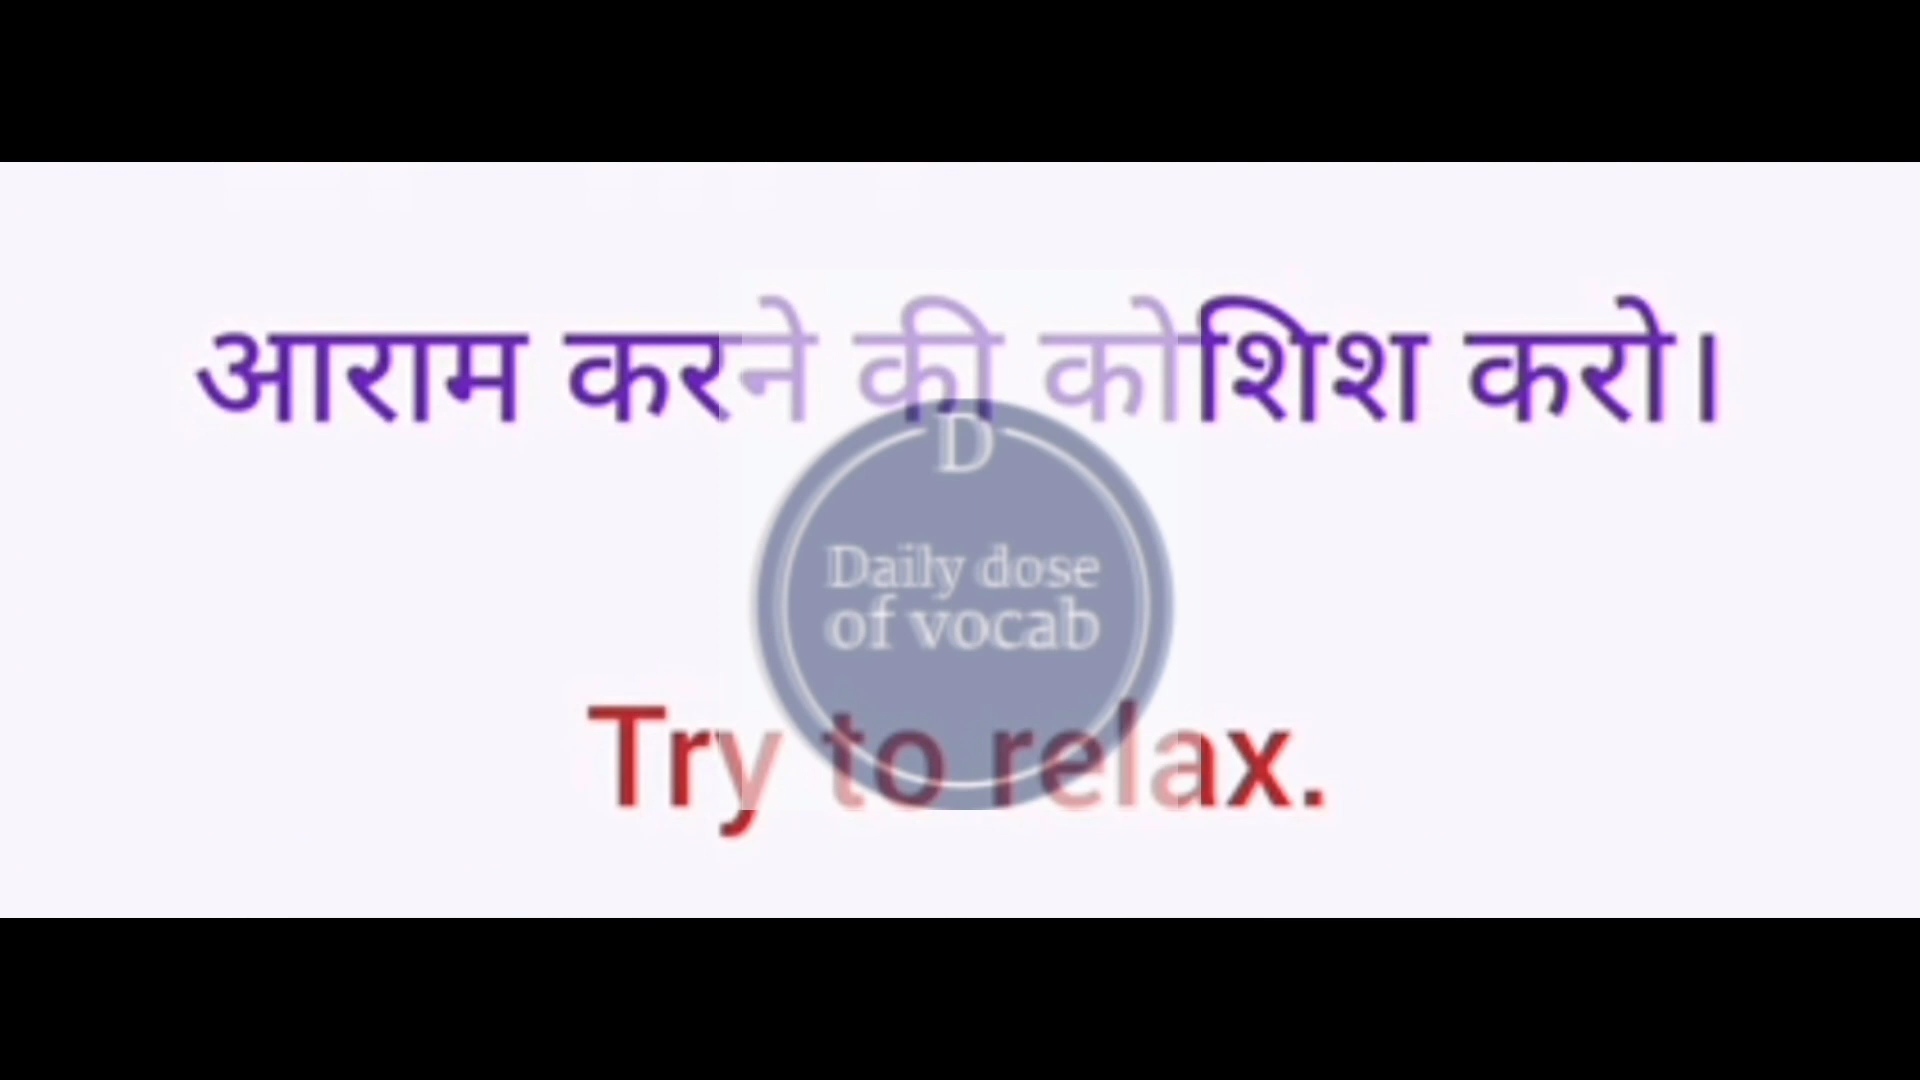 आराम करने की कोशिश करो।
D
Daily dose
of vocab
Try to relax.